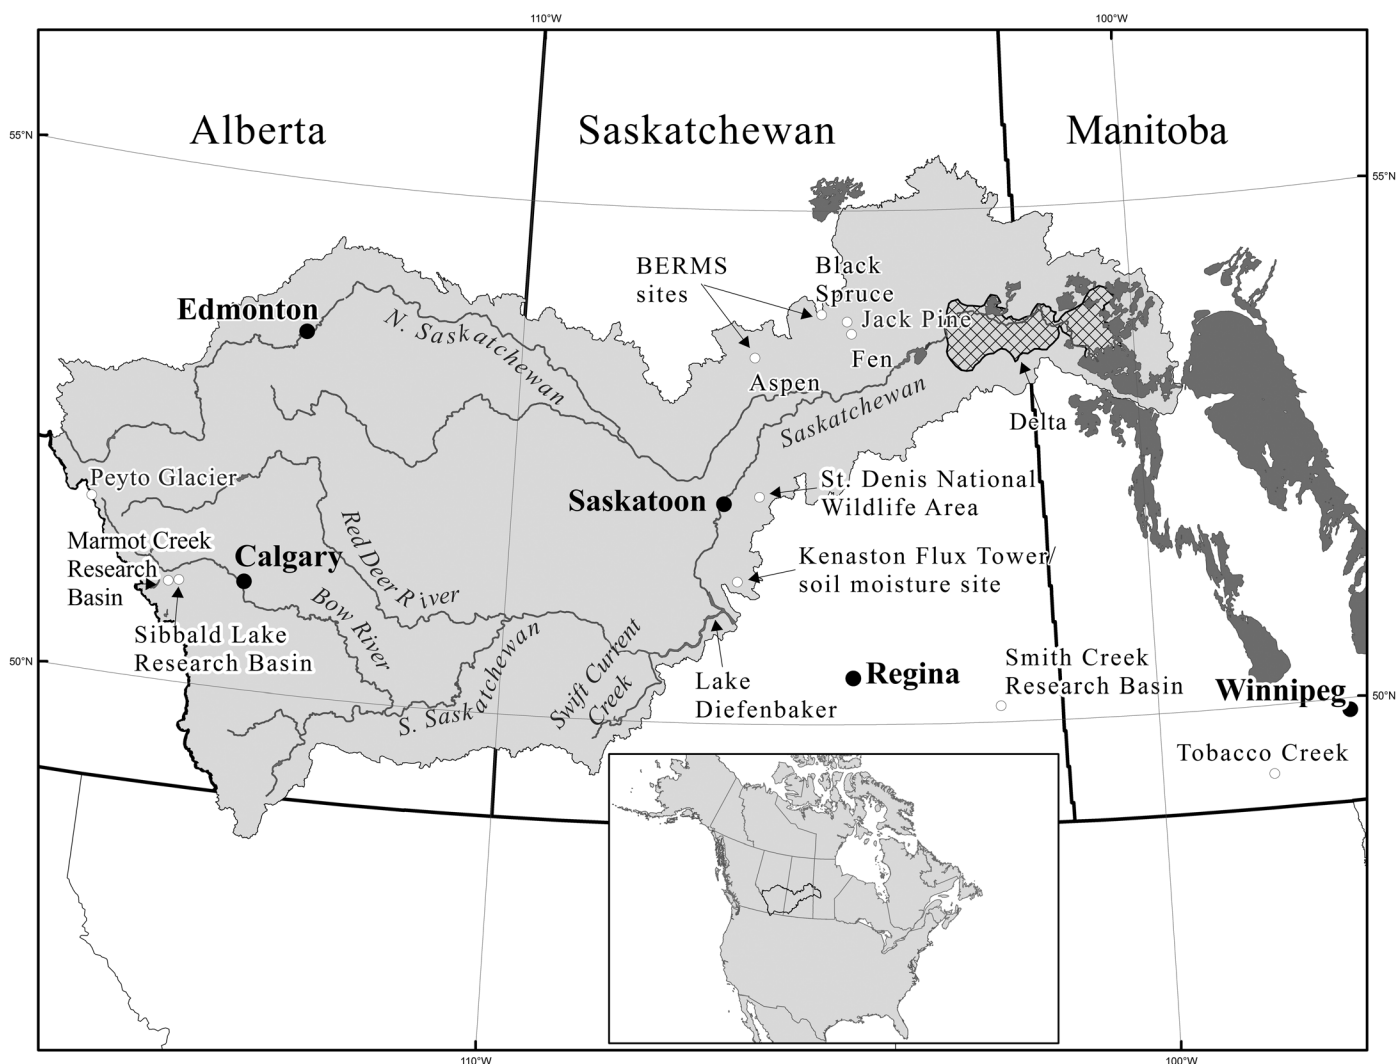 110°W
100°W
55°N
Alberta
Saskatchewan
Manitoba
55°N
BERMS
sites
Black
Spruce
Jack Pine
Fen
Aspen
Edmonton
N. Saskatchewan
Saskatchewan
Delta
Peyto Glacier
Saskatoon
St. Denis National
Wildlife Area
Marmot Creek
Research
Basin
Calgary
Red Deer River
Kenaston Flux Tower/
soil moisture site
Bow River
Sibbald Lake
Research Basin
50°N
S. Saskatchewan
Swift Current
Creek
Lake
Diefenbaker
Regina
Smith Creek
Research Basin
Winnipeg
50°N
Tobacco Creek
110°W
100°W